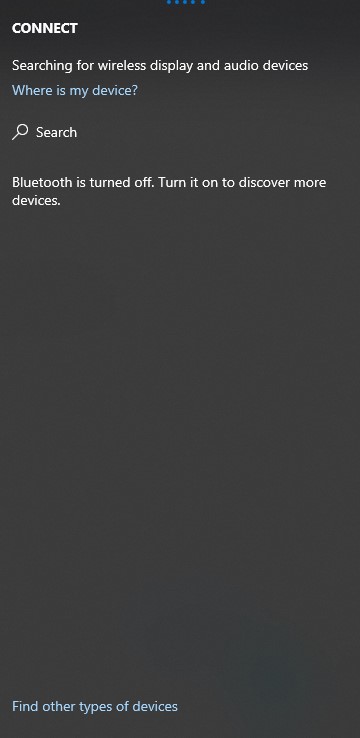 CONNECT
Searching for wireless display and audio devices
Where is my device?
Search
Bluetooth is turned off. Turn it on to discover more
devices.
Find other types of devices